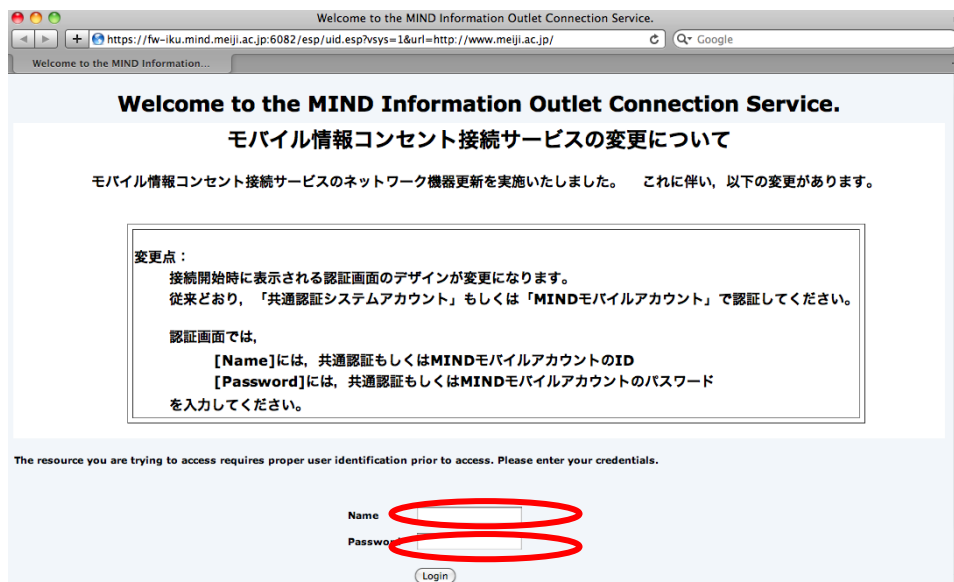 Welcome to the MIND Information Outlet Connection Service.
https://fw-iku.mind.meiji.ac.jp:6082/esp/uid.esp?vsys=1&url=http://www.meiji.ac.jp/
Google
Welcome to the MIND Information...
Welcome to the MIND Information Outlet Connection Service.
モバイル情報コンセント接続サービスの変更について
モバイル情報コンセント接続サービスのネットワーク機器更新を実施いたしました。 これに伴い，以下の変更があります。
変更点：
接続開始時に表示される認証画面のデザインが変更になります。
従来どおり，「共通認証システムアカウント」もしくは「MINDモバイルアカウント」で認証してください。
認証画面では，
[Name]には，共通認証もしくはMINDモバイルアカウントのID
[Password]には，共通認証もしくはMINDモバイルアカウントのパスワード
を入力してください。
The resource you are trying to access requires proper user identification prior to access. Please enter your credentials.
Name
Password
Login